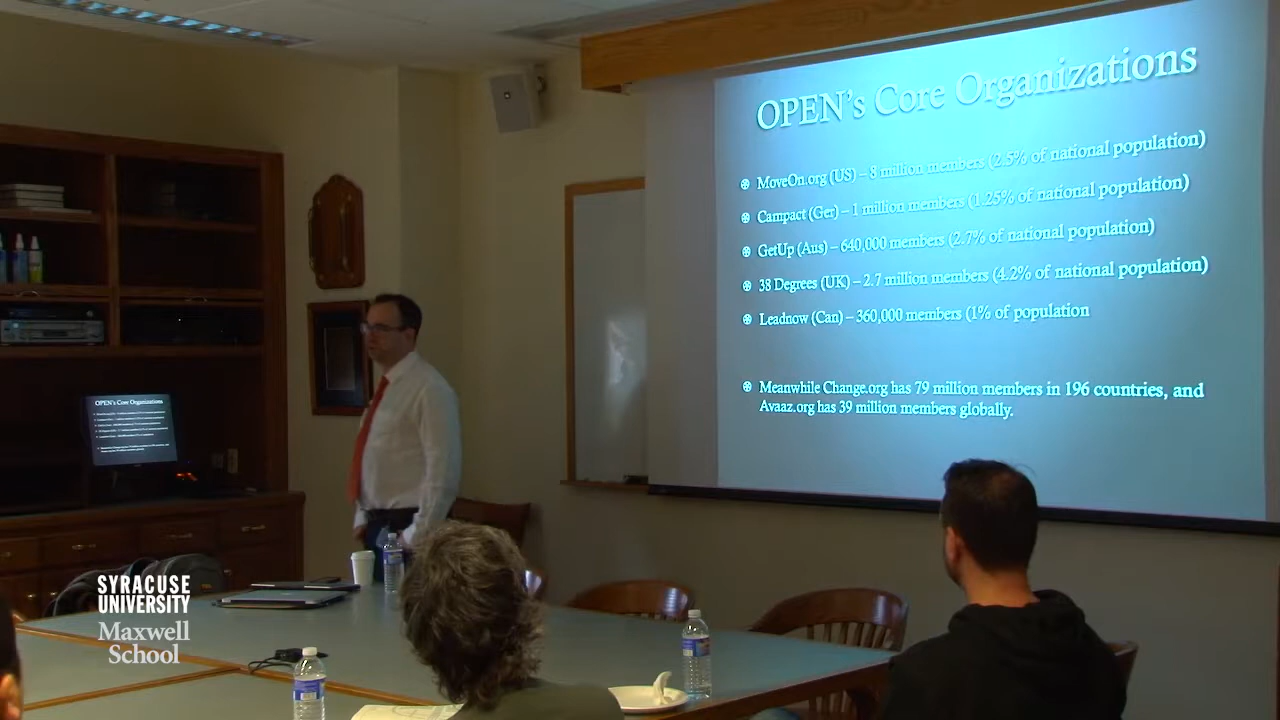 OPEN's Core Organizations
MoveOn.org (US) – 8 million members (2.5% of national population)
Campact (Ger) – 1 million members (1.25% of national population)
GetUp (Aus) – 640,000 members (2.7% of national population)
38 Degrees (UK) – 2.7 million members (4.2% of national population)
Leadnow (Can) – 360,000 members (1% of population
Meanwhile Change.org has 79 million members in 196 countries, and
Avaaz.org has 39 million members globally.
OPEN's Core Organizations
SYRACUSE
UNIVERSITY
Maxwell
School